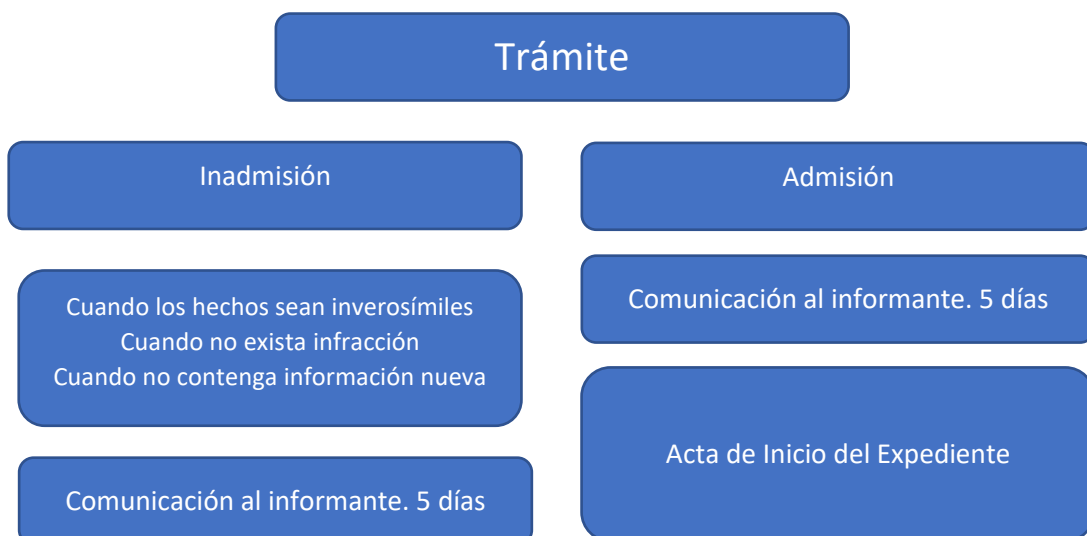 Trámite
Inadmisión
Cuando los hechos sean inverosímiles
Cuando no exista infracción
Cuando no contenga información nueva
Comunicación al informante. 5 días
Admisión
Comunicación al informante. 5 días
Acta de Inicio del Expediente